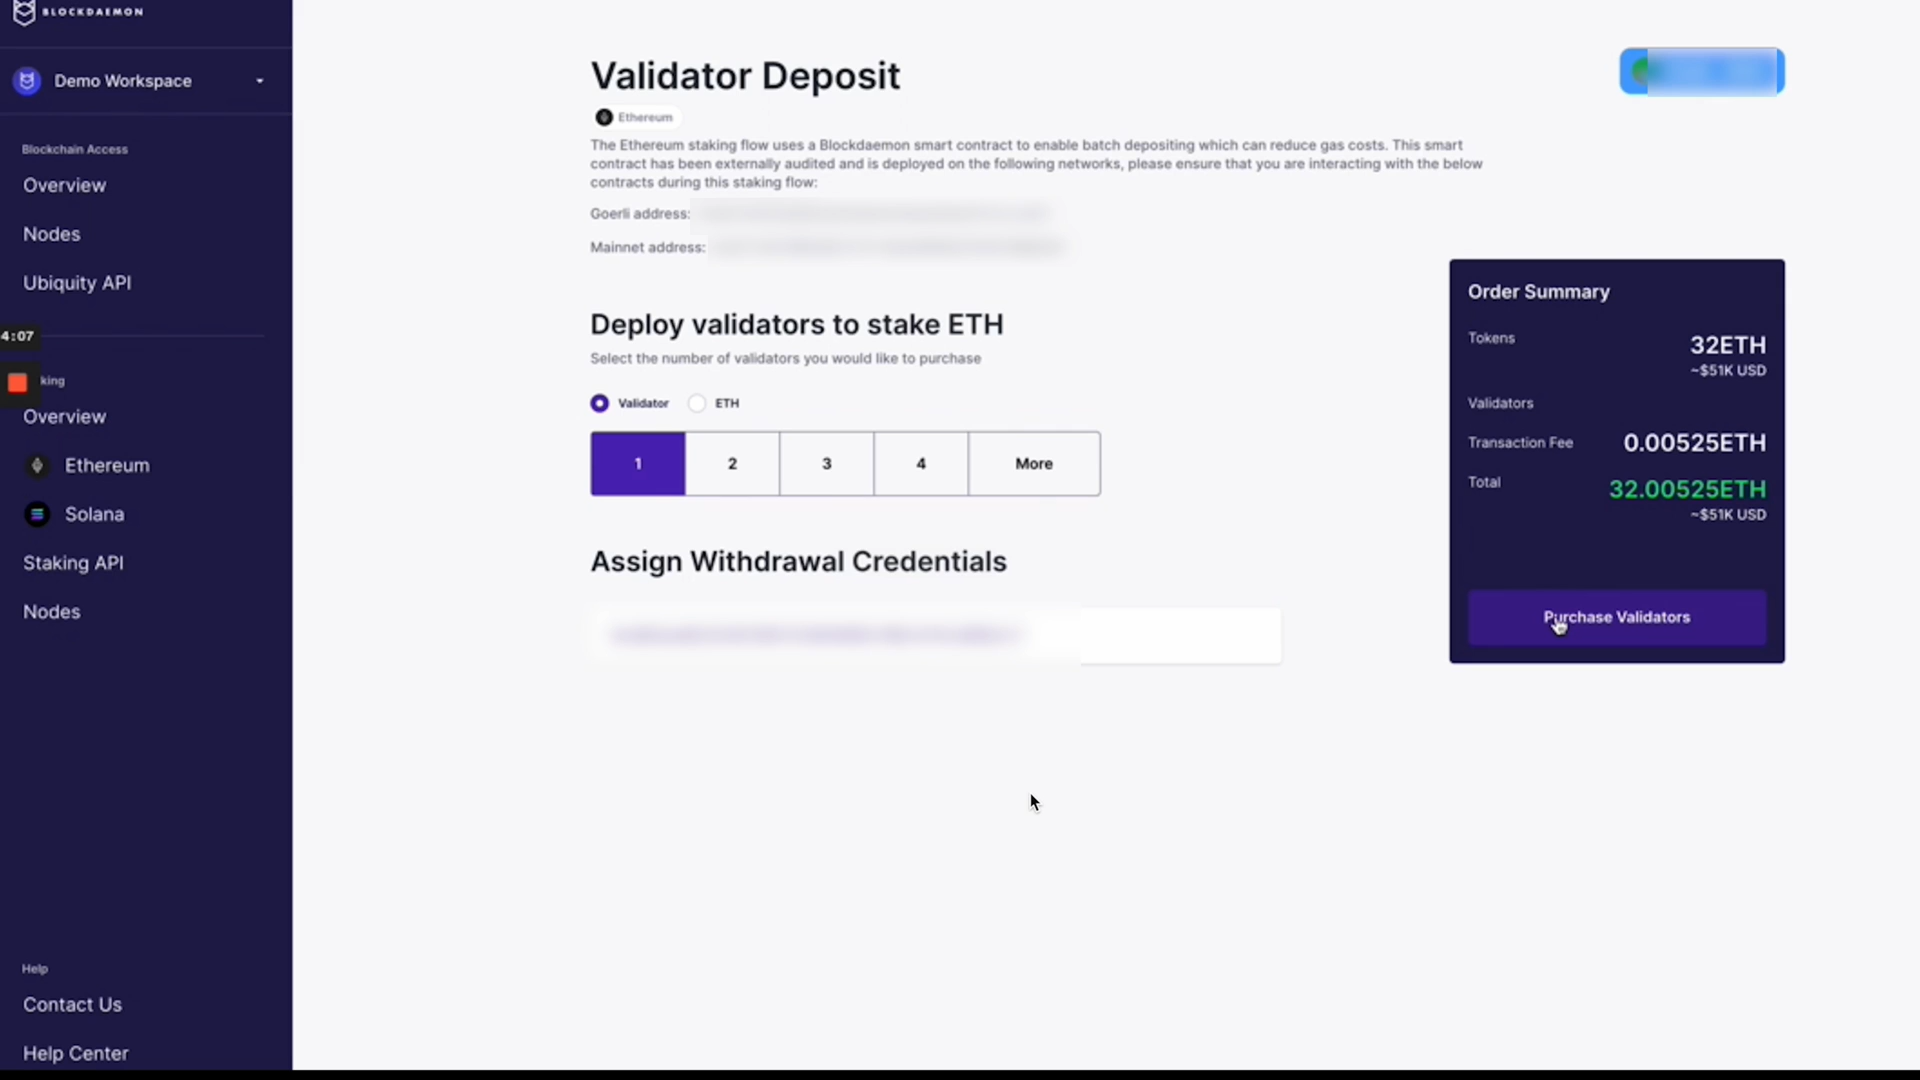 BLOCKDAEMON
Demo Workspace
Blockchain Access
Overview
Nodes
Ubiquity API
4:07
king
Overview
Ethereum
Solana
Staking API
Nodes
Help
Contact Us
Help Center
Validator Deposit
Ethereum
The Ethereum staking flow uses a Blockdaemon smart contract to enable batch depositing which can reduce gas costs. This smart
contract has been externally audited and is deployed on the following networks, please ensure that you are interacting with the below
contracts during this staking flow:
Goerli address:
Mainnet address:
Deploy validators to stake ETH
Select the number of validators you would like to purchase
Validator ETH
1 2 3 4 More
Assign Withdrawal Credentials
Order Summary
Tokens 32ETH
~$51K USD
Validators
Transaction Fee 0.00525ETH
Total 32.00525ETH
~$51K USD
Purchase Validators